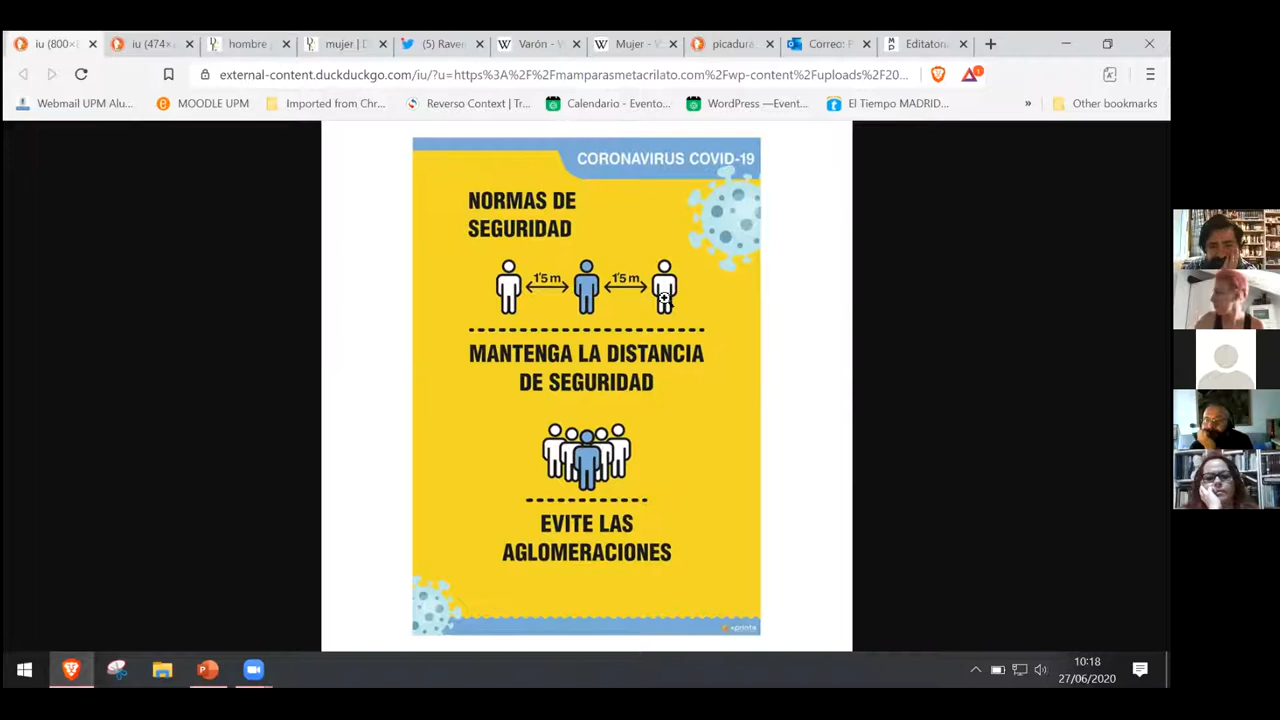 iu (800×
iu (474×
hombre
mujer | D
(5) Rave
Varón - W
Mujer - 
picadura
Correo: P
Editaton
external-content.duckduckgo.com/iu/?u=https%3A%2F%2Fmamparasmetacrilato.com%2Fwp-content%2Fuploads%2F20...
Webmail UPM Alu...
MOODLE UPM
Imported from Chr...
Reverso Context | Tr...
Calendario - Evento...
WordPress —Event...
El Tiempo MADRID...
»
Other bookmarks
CORONAVIRUS COVID-19
NORMAS DE
SEGURIDAD
1'5 m
1'5 m
MANTENGA LA DISTANCIA
DE SEGURIDAD
EVITE LAS
AGLOMERACIONES
10:18
27/06/2020